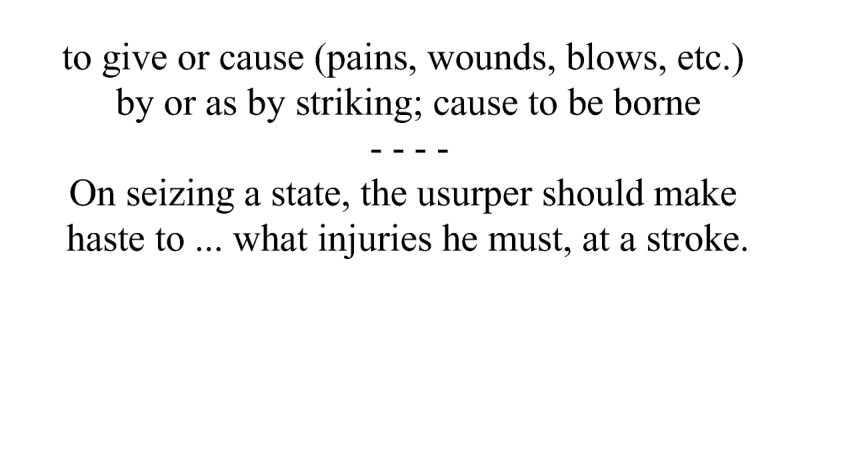 to give or cause (pains, wounds, blows, etc.)
by or as by striking; cause to be borne
- - - -
On seizing a state, the usurper should make
haste to ... what injuries he must, at a stroke.